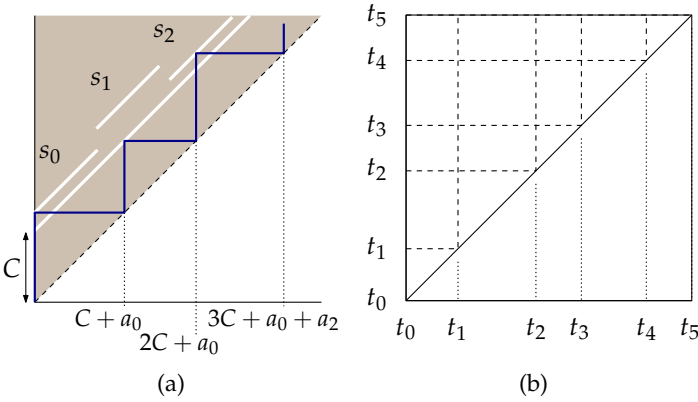 s₂
s₁
s₀
C
C + a₀
3C + a₀ + a₂
2C + a₀
(a)
t₅
t₄
t₃
t₂
t₁
t₀
t₀ t₁ t₂ t₃ t₄ t₅
(b)